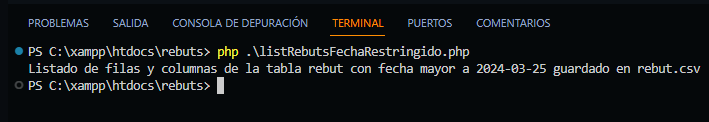 PROBLEMAS SALIDA CONSOLA DE DEPURACIÓN TERMINAL PUERTOS COMENTARIOS
PS C:\xampp\htdocs\rebuts> php .\listRebutsFechaRestringido.php
Listado de filas y columnas de la tabla rebut con fecha mayor a 2024-03-25 guardado en rebut.csv
PS C:\xampp\htdocs\rebuts>